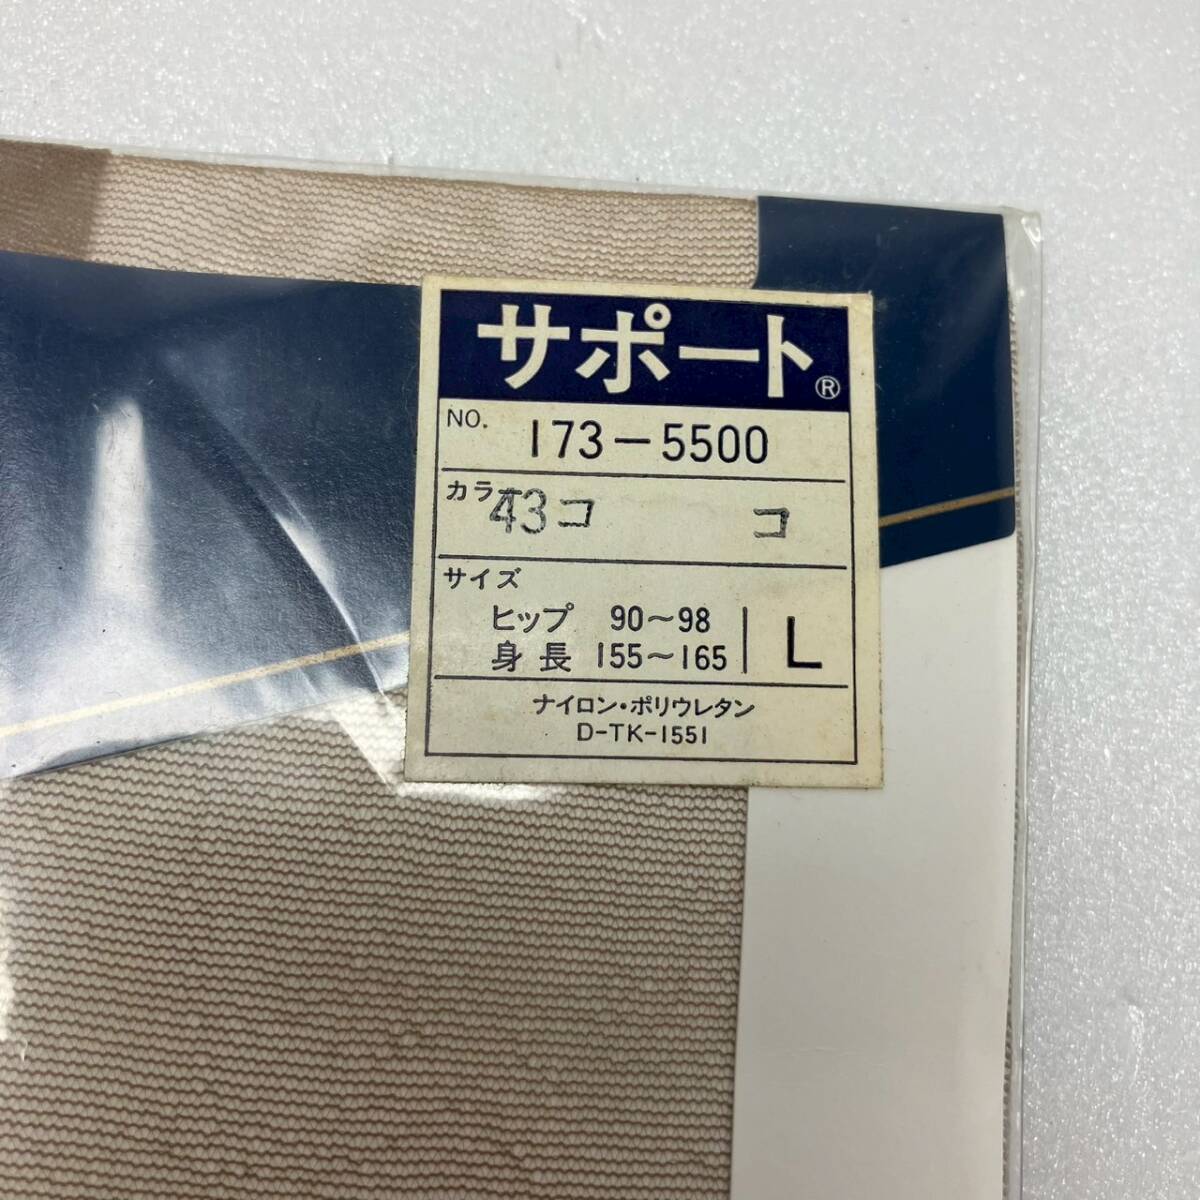 サポート®
NO. 173-5500
カラー 43ココ
サイズ
ヒップ 90〜98
身長 155〜165
L
ナイロン・ポリウレタン
D-TK-1551